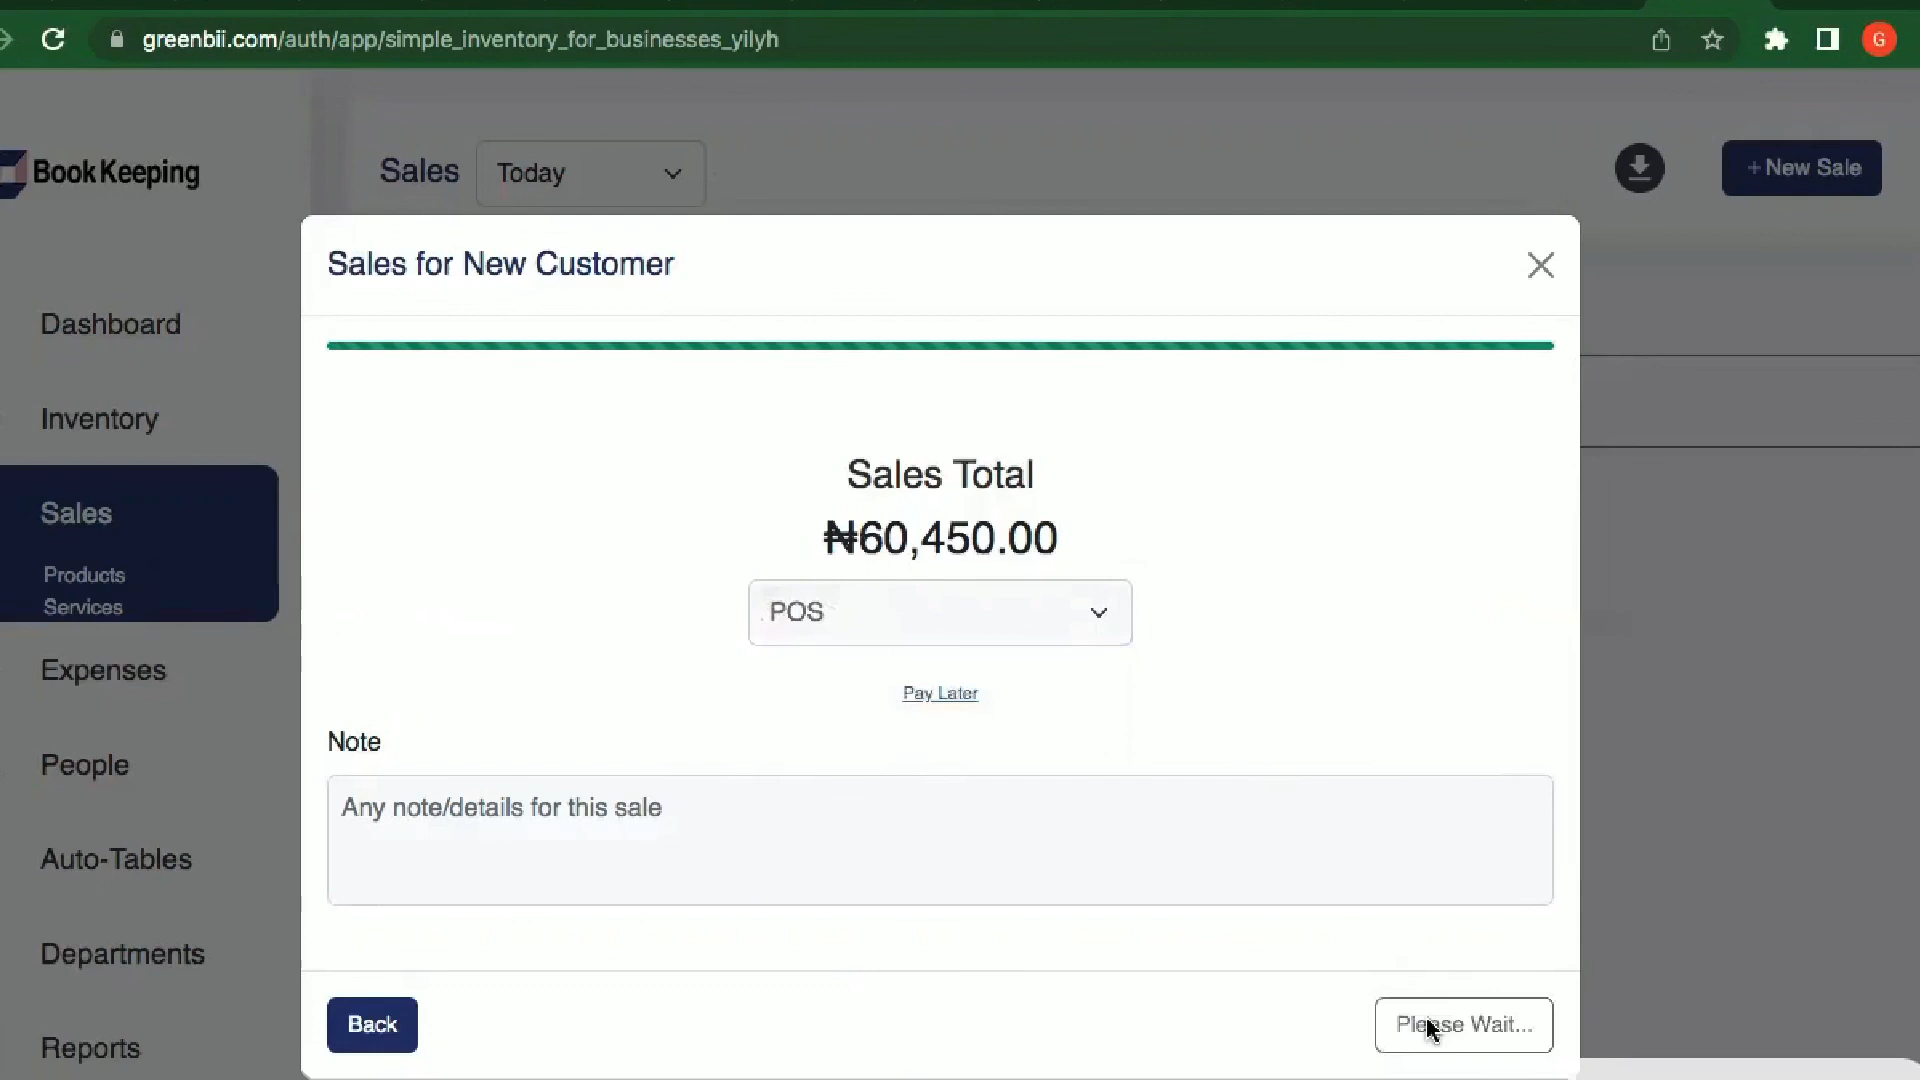 greenbii.com/auth/app/simple_inventory_for_businesses_yilyh
G
BookKeeping
Sales
Today
+ New Sale
Sales for New Customer
Dashboard
Inventory
Sales
Products
Services
Expenses
People
Auto-Tables
Departments
Reports
Sales Total
₦60,450.00
POS
Pay Later
Note
Any note/details for this sale
Back
Please Wait...